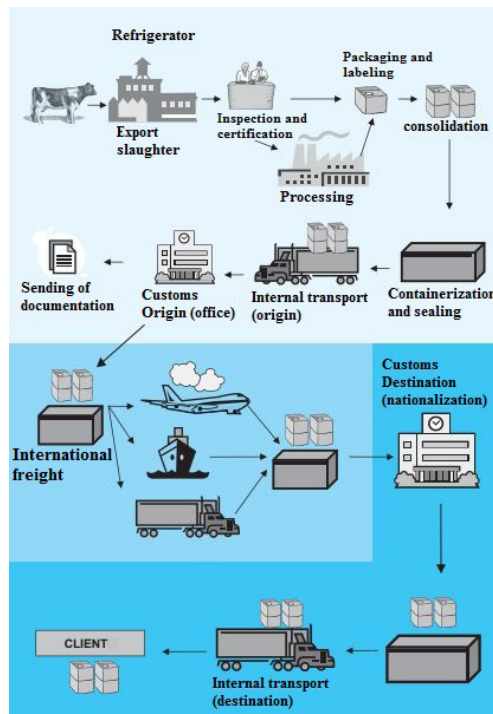 Refrigerator
Export
slaughter
Inspection and
certification
Processing
Packaging and
labeling
consolidation
Sending of
documentation
Customs
Origin (office)
Internal transport
(origin)
Containerization
and sealing
International
freight
Customs
Destination
(nationalization)
CLIENT
Internal transport
(destination)